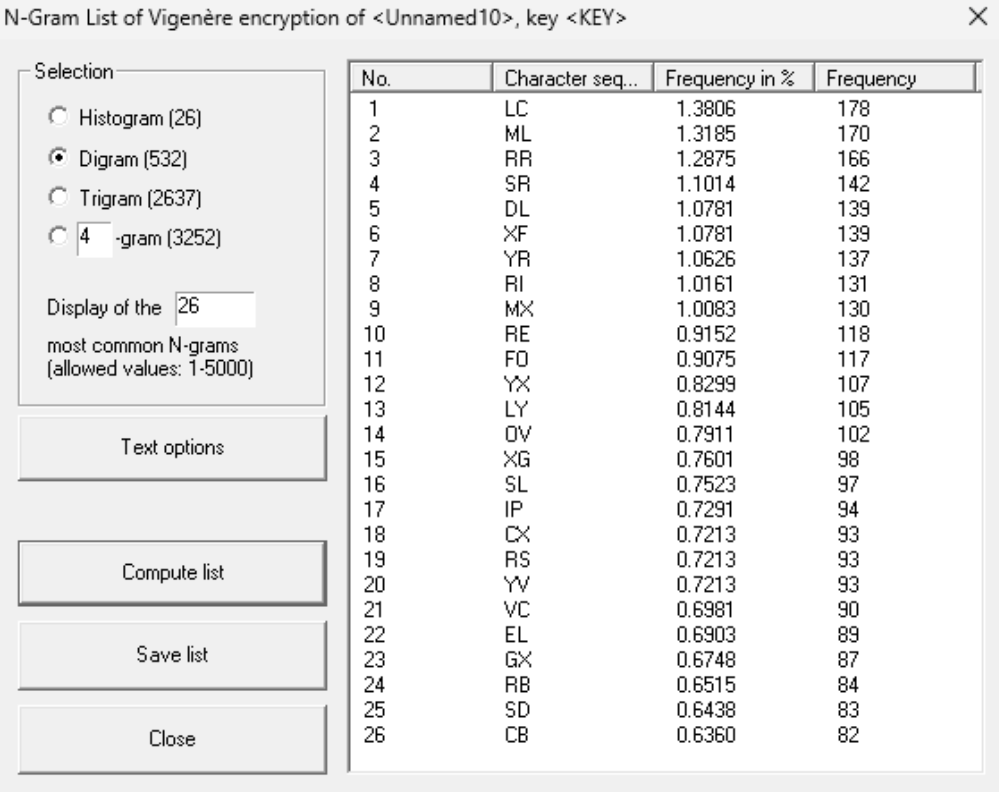 N-Gram List of Vigenère encryption of <Unnamed10>, key <KEY>
Selection
Histogram (26)
Digram (532)
Trigram (2637)
4 -gram (3252)
Display of the 26
most common N-grams
(allowed values: 1-5000)
Text options
Compute list
Save list
Close
No. Character seq... Frequency in % Frequency
1 LC 1.3806 178
2 ML 1.3185 170
3 RR 1.2875 166
4 SR 1.1014 142
5 DL 1.0781 139
6 XF 1.0781 139
7 YR 1.0626 137
8 RI 1.0161 131
9 MX 1.0083 130
10 RE 0.9152 118
11 FO 0.9075 117
12 YX 0.8299 107
13 LY 0.8144 105
14 OV 0.7911 102
15 XG 0.7601 98
16 SL 0.7523 97
17 IP 0.7291 94
18 CX 0.7213 93
19 RS 0.7213 93
20 YV 0.7213 93
21 VC 0.6981 90
22 EL 0.6903 89
23 GX 0.6748 87
24 RB 0.6515 84
25 SD 0.6438 83
26 CB 0.6360 82